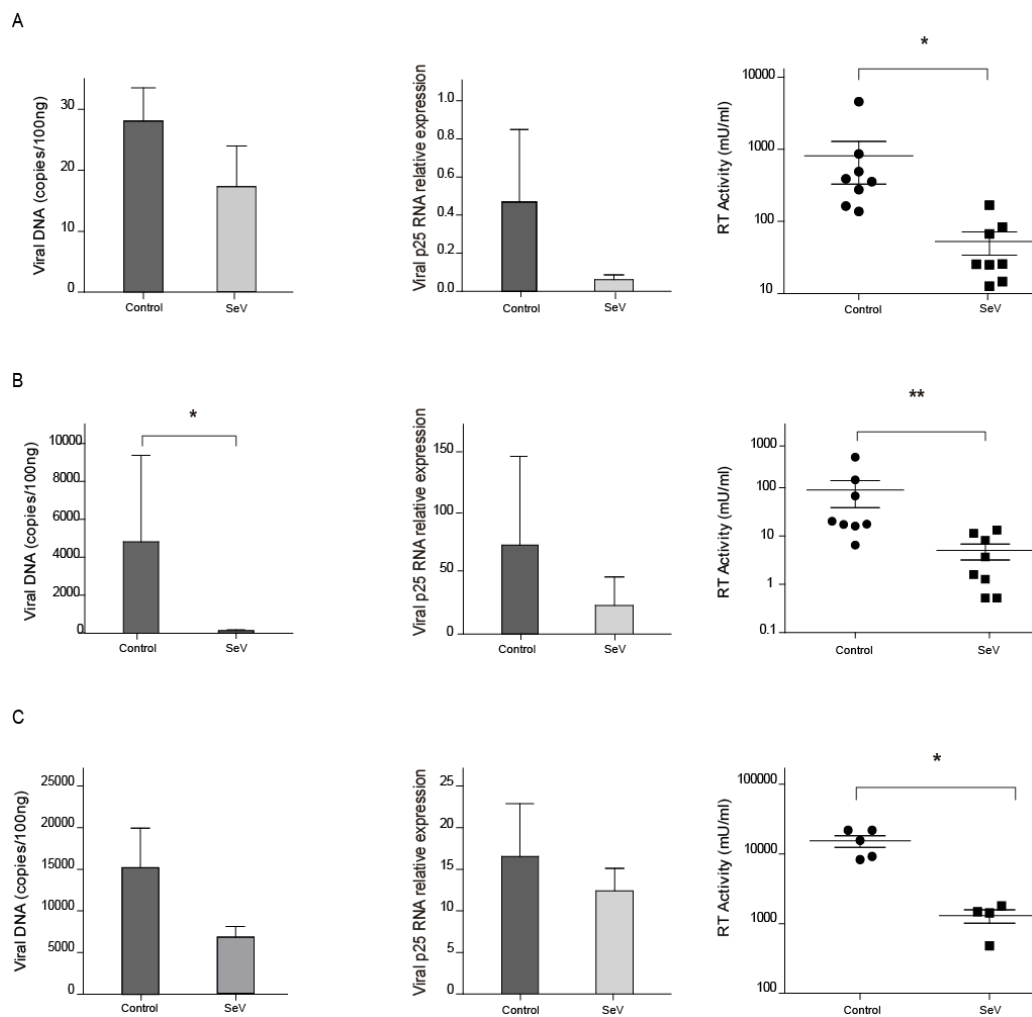 A
Viral DNA (copies/100ng)
30
20
10
0
Control
SeV
Viral p25 RNA relative expression
1.0
0.8
0.6
0.4
0.2
0.0
Control
SeV
*
RT Activity (mU/ml)
10000
1000
100
10
Control
SeV
B
*
Viral DNA (copies/100ng)
10000
8000
6000
4000
2000
0
Control
SeV
Viral p25 RNA relative expression
150
100
50
0
Control
SeV
**
RT Activity (mU/ml)
1000
100
10
1
0.1
Control
SeV
C
Viral DNA (copies/100ng)
25000
20000
15000
10000
5000
0
Control
SeV
Viral p25 RNA relative expression
25
20
15
10
5
0
Control
SeV
*
RT Activity (mU/ml)
100000
10000
1000
100
Control
SeV